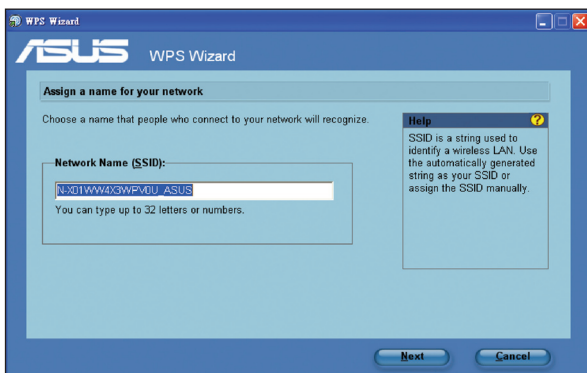 WPS Wizard
ASUS WPS Wizard
Assign a name for your network
Choose a name that people who connect to your network will recognize.
Network Name (SSID):
N-X01WW4X3WPV0U_ASUS
You can type up to 32 letters or numbers.
Help
SSID is a string used to
identify a wireless LAN. Use
the automatically generated
string as your SSID or
assign the SSID manually.
Next
Cancel